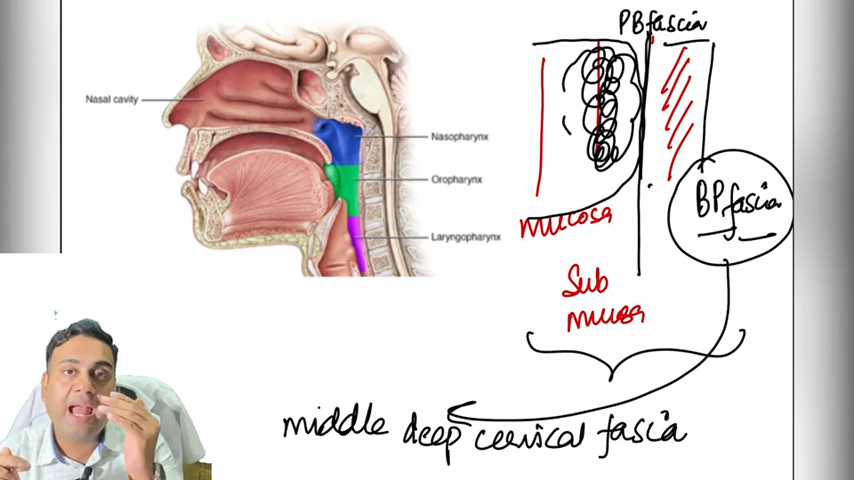 PBfascia
Nasal cavity
Nasopharynx
Oropharynx
Laryngopharynx
BPfascia
mucosa
Sub
mucosa
middle deep cervical fascia